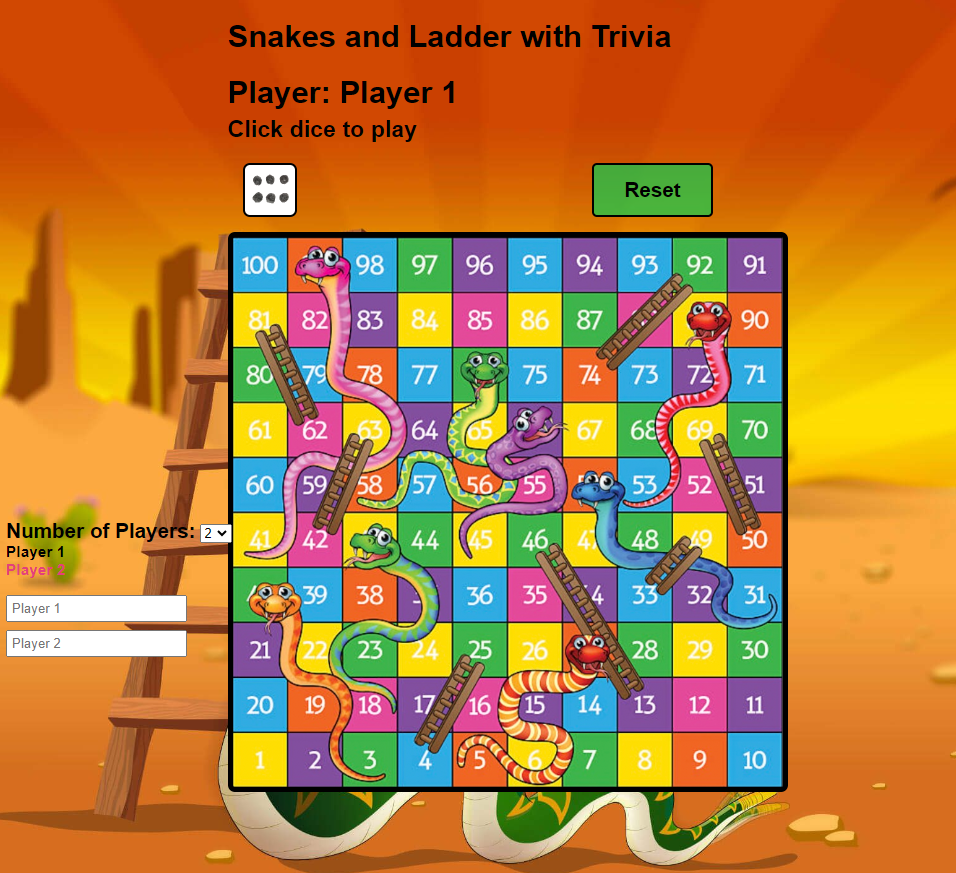 Snakes and Ladder with Trivia
Player: Player 1
Click dice to play
Reset
100 98 97 96 95 94 93 92 91
81 82 83 84 85 86 87 90
80 79 78 77 75 74 73 72 71
61 62 63 64 65 67 68 69 70
60 59 58 57 56 55 53 52 51
Number of Players: 2
Player 1
Player 2
41 42 44 45 46 47 48 49 50
39 38 36 35 33 32 31
Player 1
Player 2
21 22 23 24 25 26 28 29 30
20 19 18 17 16 15 14 13 12 11
1 2 3 4 5 6 7 8 9 10